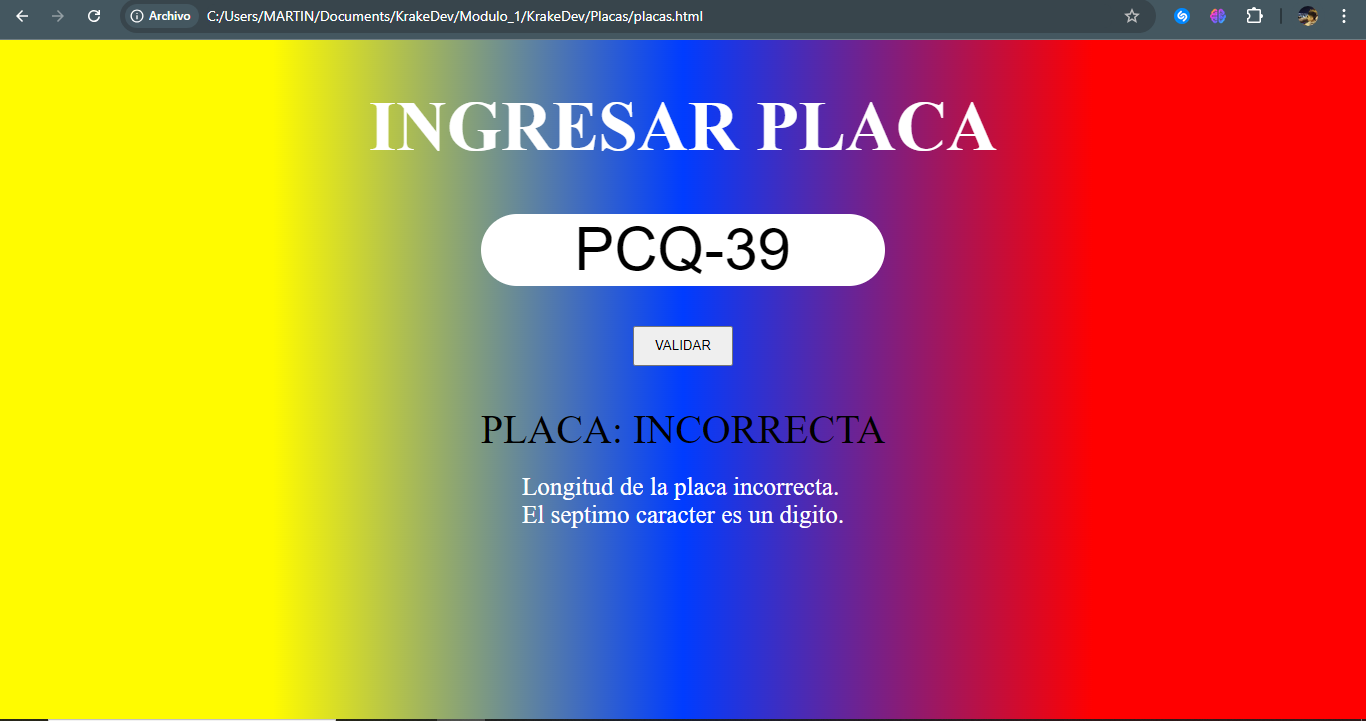 Archivo C:/Users/MARTIN/Documents/KrakeDev/Modulo_1/KrakeDev/Placas/placas.html
INGRESAR PLACA
PCQ-39
VALIDAR
PLACA: INCORRECTA
Longitud de la placa incorrecta.
El septimo caracter es un digito.